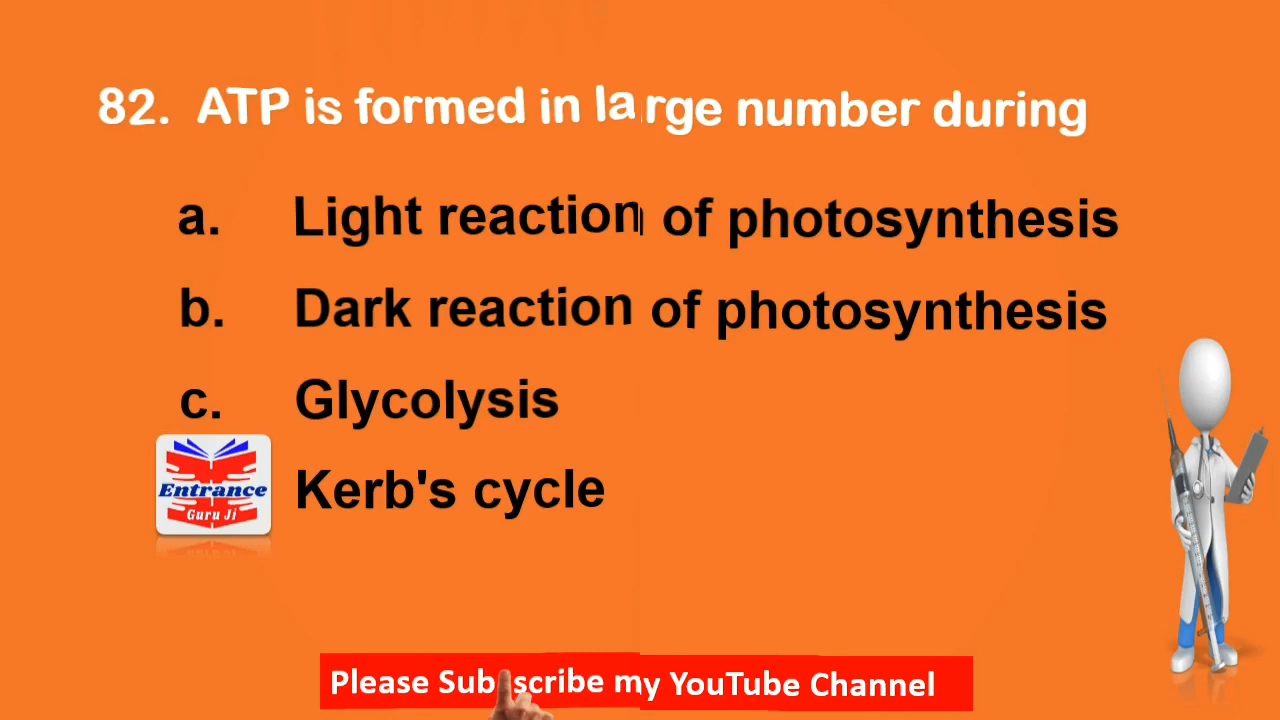 82. ATP is formed in large number during
a. Light reaction of photosynthesis
b. Dark reaction of photosynthesis
c. Glycolysis
Kerb's cycle
Entrance
Guru Ji
Please Subscribe my YouTube Channel